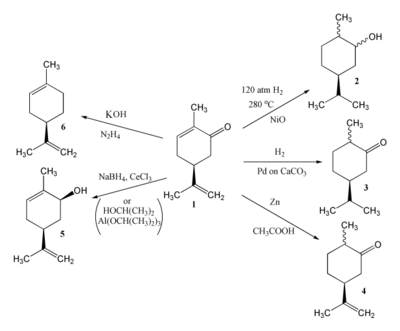 CH₃
OH
2
H₃C CH₃
120 atm H₂
280 °C
NiO
CH₃
6
H₃C CH₂
KOH
N₂H₄
CH₃
O
H₃C CH₂
1
H₂
Pd on CaCO₃
CH₃
O
3
H₃C CH₃
NaBH₄, CeCl₃
or
HOCH(CH₃)₂
Al(OCH(CH₃)₂)₃
CH₃ OH
5
H₃C CH₂
Zn
CH₃COOH
CH₃
O
4
H₃C CH₂